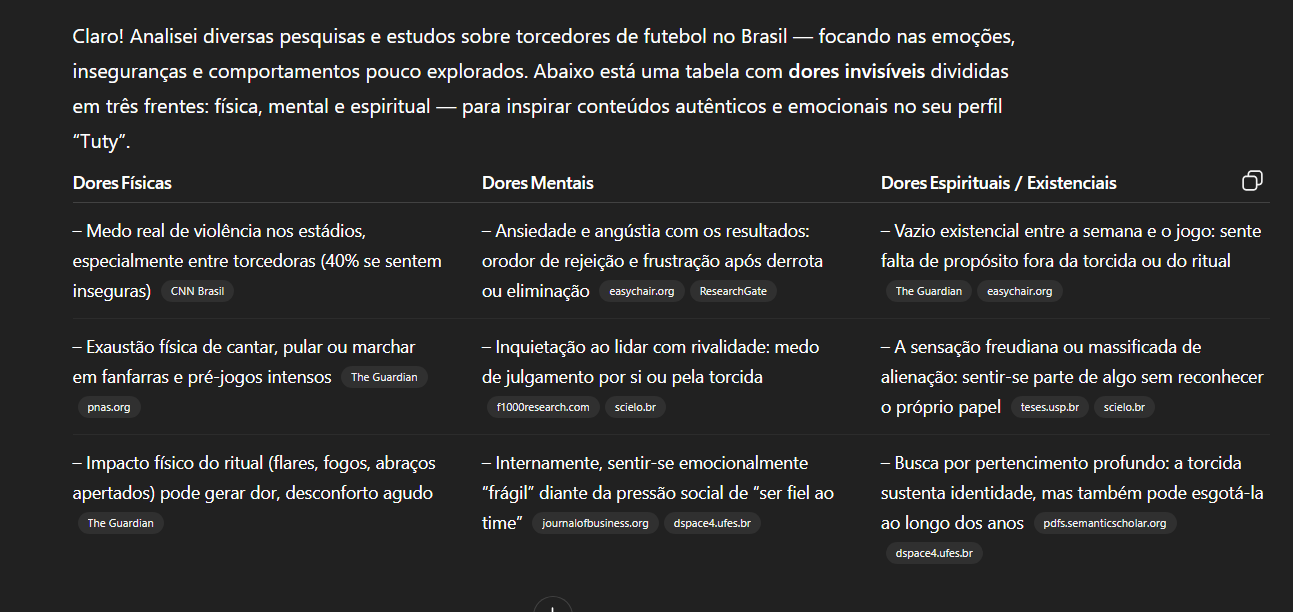 Claro! Analisei diversas pesquisas e estudos sobre torcedores de futebol no Brasil — focando nas emoções,
inseguranças e comportamentos pouco explorados. Abaixo está uma tabela com dores invisíveis divididas
em três frentes: física, mental e espiritual — para inspirar conteúdos autênticos e emocionais no seu perfil
“Tuty”.
Dores Físicas
Dores Mentais
Dores Espirituais / Existenciais
– Medo real de violência nos estádios,
especialmente entre torcedoras (40% se sentem
inseguras) CNN Brasil
– Ansiedade e angústia com os resultados:
orodor de rejeição e frustração após derrota
ou eliminação easychair.org ResearchGate
– Vazio existencial entre a semana e o jogo: sente
falta de propósito fora da torcida ou do ritual
The Guardian easychair.org
– Exaustão física de cantar, pular ou marchar
em fanfarras e pré-jogos intensos The Guardian
pnas.org
– Inquietação ao lidar com rivalidade: medo
de julgamento por si ou pela torcida
f1000research.com scielo.br
– A sensação freudiana ou massificada de
alienação: sentir-se parte de algo sem reconhecer
o próprio papel teses.usp.br scielo.br
– Impacto físico do ritual (flares, fogos, abraços
apertados) pode gerar dor, desconforto agudo
The Guardian
– Internamente, sentir-se emocionalmente
“frágil” diante da pressão social de “ser fiel ao
time” journalofbusiness.org dspace4.ufes.br
– Busca por pertencimento profundo: a torcida
sustenta identidade, mas também pode esgotá-la
ao longo dos anos pdfs.semanticscholar.org
dspace4.ufes.br